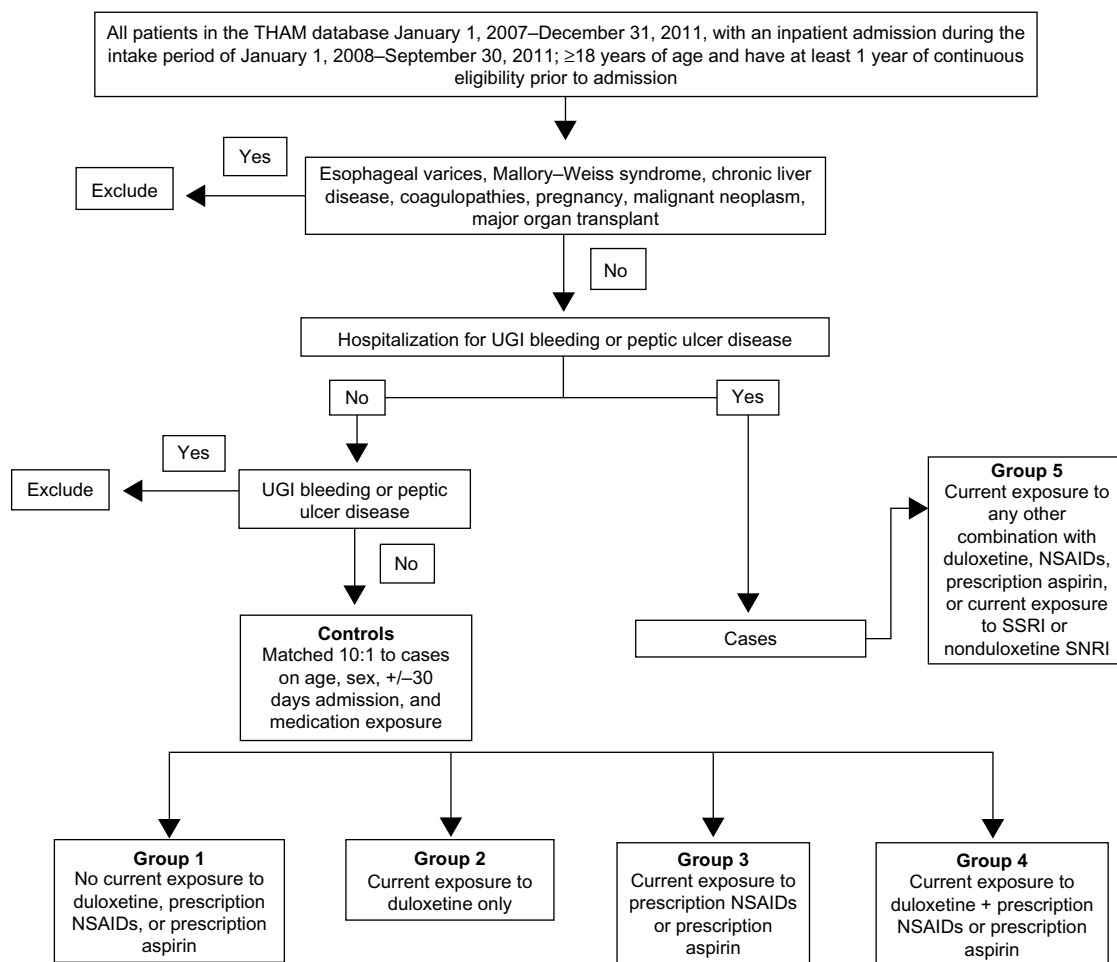 All patients in the THAM database January 1, 2007–December 31, 2011, with an inpatient admission during the
intake period of January 1, 2008–September 30, 2011; ≥18 years of age and have at least 1 year of continuous
eligibility prior to admission
Yes
Exclude
Esophageal varices, Mallory–Weiss syndrome, chronic liver
disease, coagulopathies, pregnancy, malignant neoplasm,
major organ transplant
No
Hospitalization for UGI bleeding or peptic ulcer disease
No
Yes
Yes
Exclude
UGI bleeding or peptic
ulcer disease
No
Controls
Matched 10:1 to cases
on age, sex, +/–30
days admission, and
medication exposure
Cases
Group 5
Current exposure to
any other
combination with
duloxetine, NSAIDs,
prescription aspirin,
or current exposure
to SSRI or
nonduloxetine SNRI
Group 1
No current exposure to
duloxetine, prescription
NSAIDs, or prescription
aspirin
Group 2
Current exposure to
duloxetine only
Group 3
Current exposure to
prescription NSAIDs
or prescription
aspirin
Group 4
Current exposure to
duloxetine + prescription
NSAIDs or prescription
aspirin